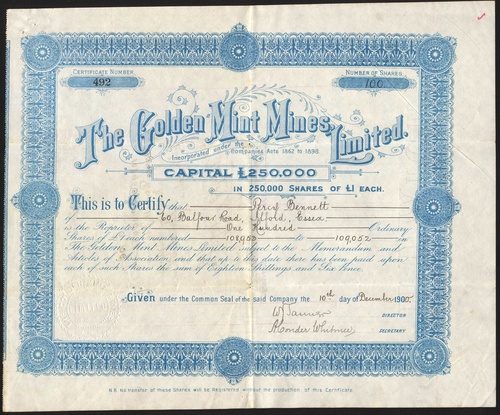 CERTIFICATE NUMBER
492
NUMBER OF SHARES
100
The Golden Mint Mines, Limited.
Incorporated under the Companies Acts 1862 to 1898.
CAPITAL £250,000
IN 250,000 SHARES OF £1 EACH.
This is to Certify that Percy Bennett
of 20, Balfour Road, Ilford, Essex
is the Proprietor of One Hundred Ordinary
Shares of £1 each numbered 108953 to 109,052 in
The Golden Mint Mines Limited subject to the Memorandum and
Articles of Association and that up to this date there has been paid upon
each of such Shares the sum of Eighteen Shillings and Six Pence.
Given under the Common Seal of the said Company the 10th day of December 1900.
DIRECTOR
SECRETARY
N.B. No transfer of these Shares will be Registered without the production of this Certificate.